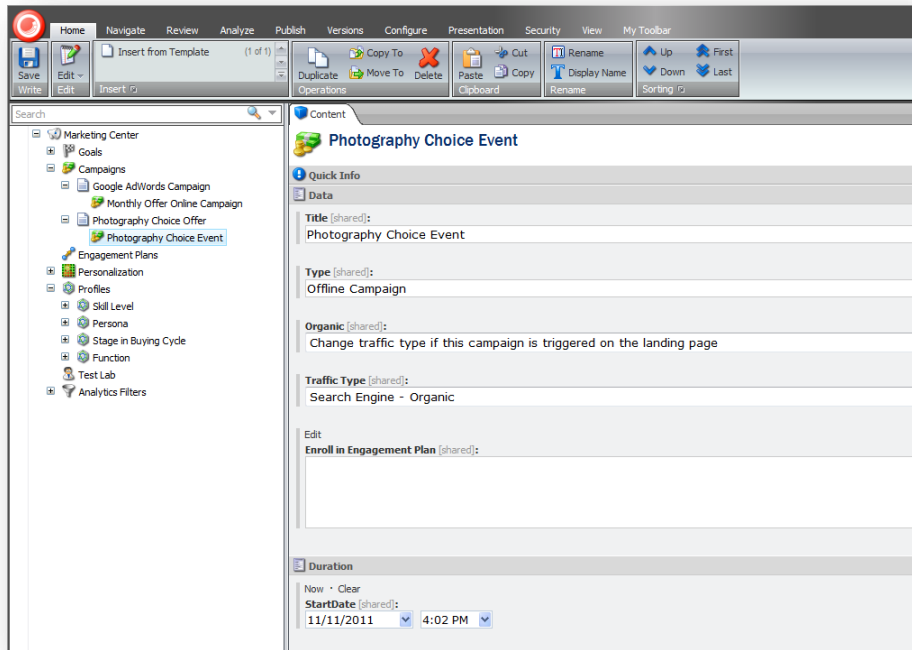 Home Navigate Review Analyze Publish Versions Configure Presentation Security View My Toolbar
Save
Write
Edit
Edit
Insert from Template (1 of 1)
Insert
Duplicate
Copy To
Move To
Delete
Operations
Paste
Cut
Copy
Clipboard
Rename
Display Name
Rename
Up
Down
First
Last
Sorting
Search
Marketing Center
Goals
Campaigns
Google AdWords Campaign
Monthly Offer Online Campaign
Photography Choice Offer
Photography Choice Event
Engagement Plans
Personalization
Profiles
Skill Level
Persona
Stage in Buying Cycle
Function
Test Lab
Analytics Filters
Content
Photography Choice Event
Quick Info
Data
Title [shared]:
Photography Choice Event
Type [shared]:
Offline Campaign
Organic [shared]:
Change traffic type if this campaign is triggered on the landing page
Traffic Type [shared]:
Search Engine - Organic
Edit
Enroll in Engagement Plan [shared]:
Duration
Now · Clear
StartDate [shared]:
11/11/2011 4:02 PM